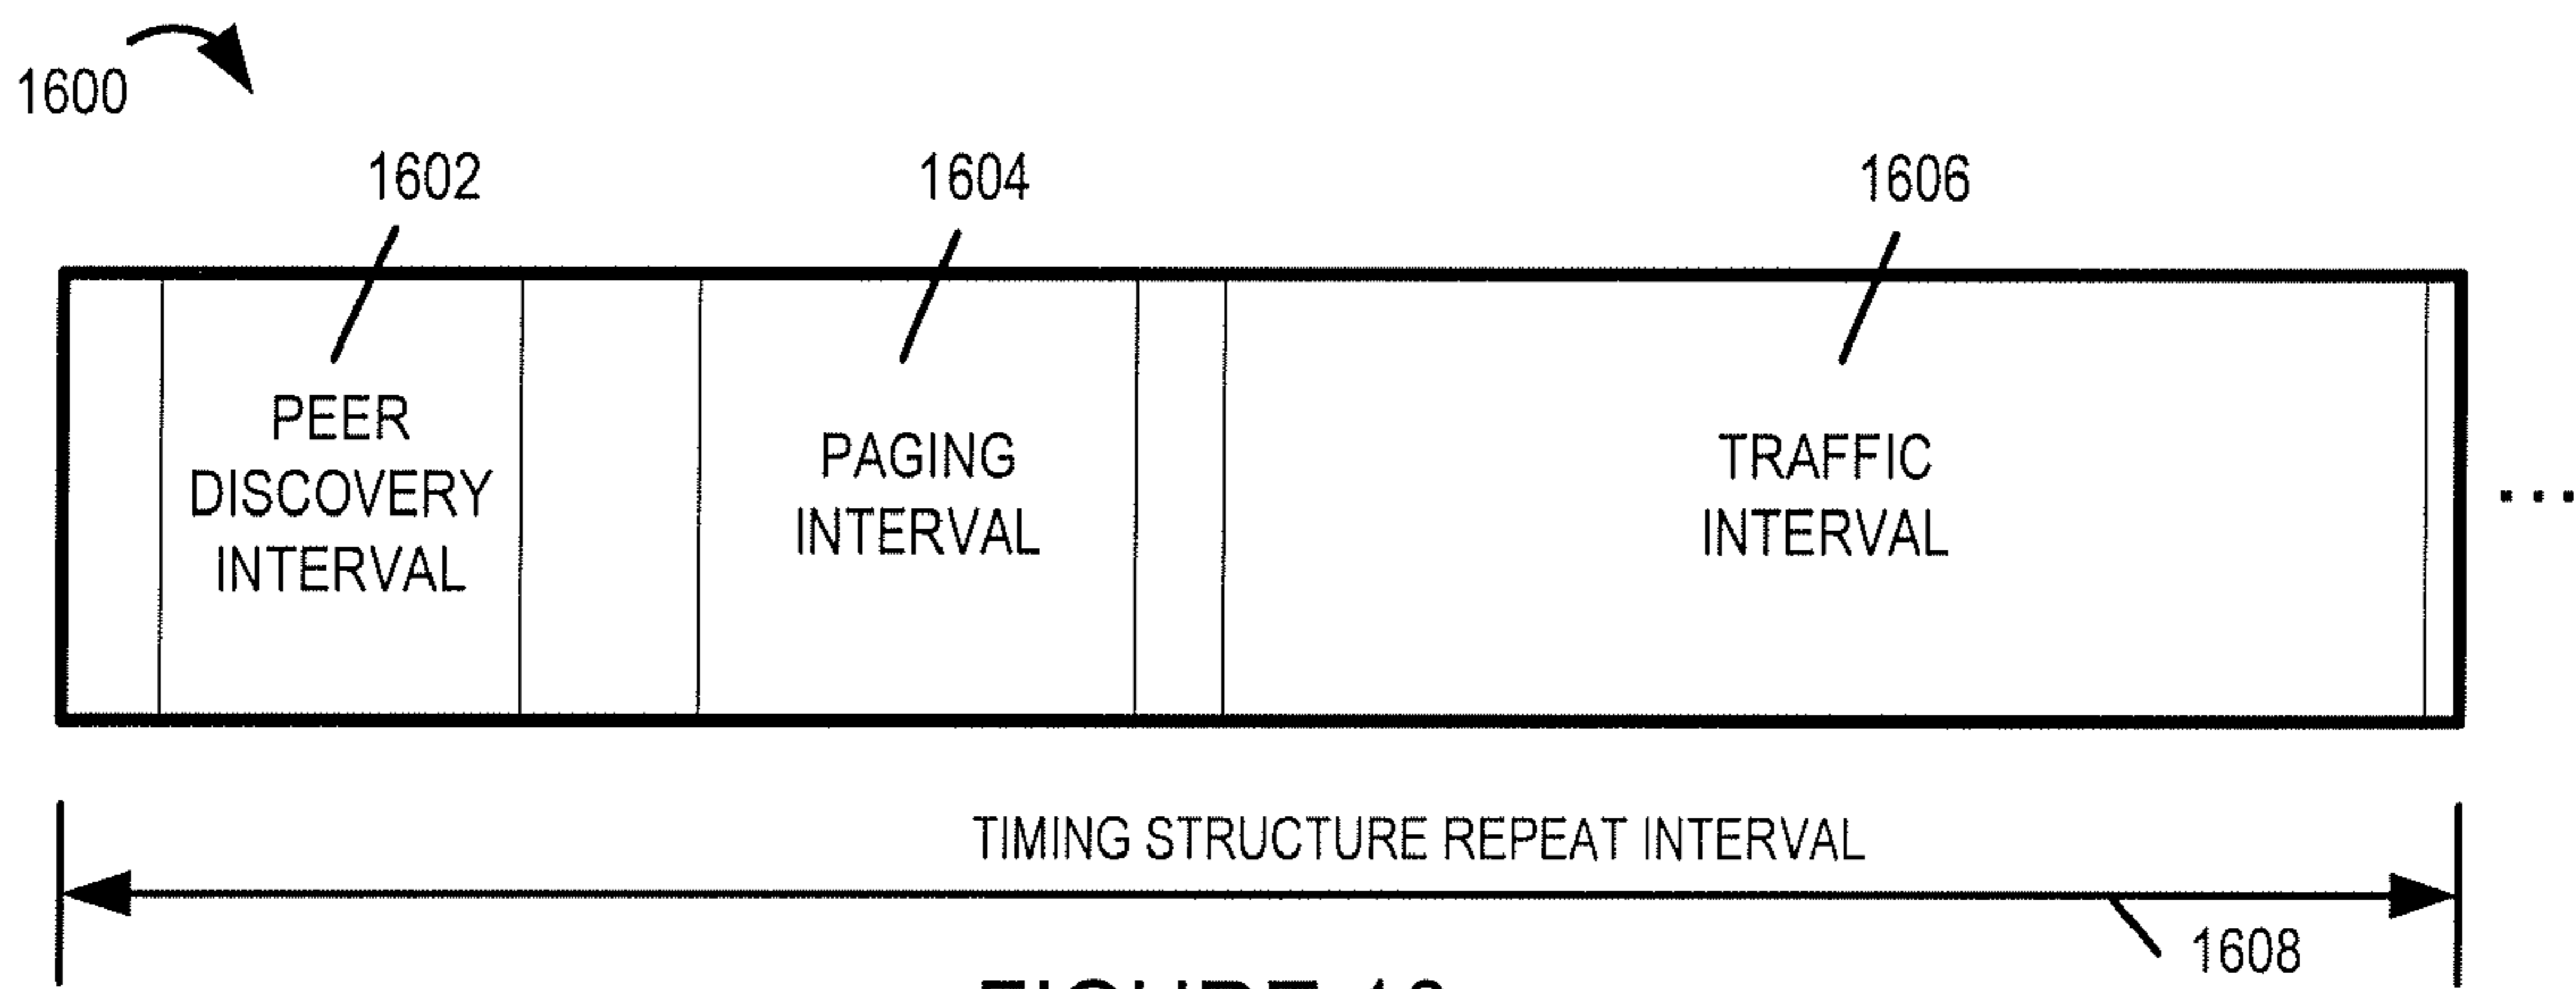 1600
1602
1604
1606
PEER
DISCOVERY
INTERVAL
PAGING
INTERVAL
TRAFFIC
INTERVAL
...
TIMING STRUCTURE REPEAT INTERVAL
1608